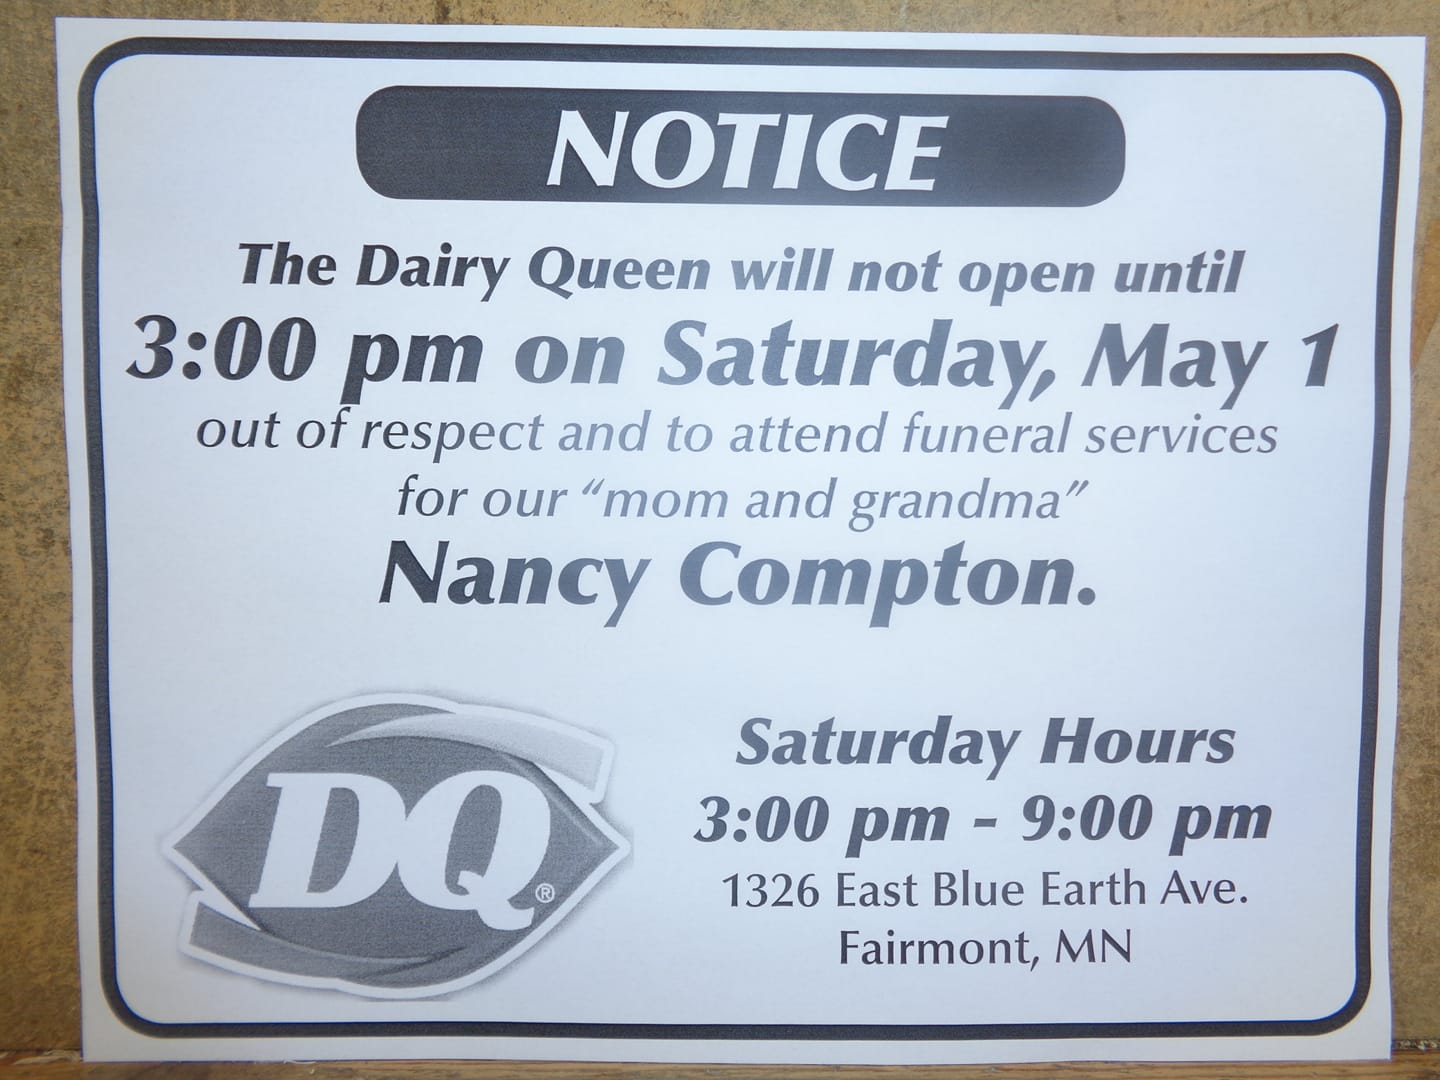 NOTICE
The Dairy Queen will not open until
3:00 pm on Saturday, May 1
out of respect and to attend funeral services
for our “mom and grandma”
Nancy Compton.
DQ®
Saturday Hours
3:00 pm - 9:00 pm
1326 East Blue Earth Ave.
Fairmont, MN